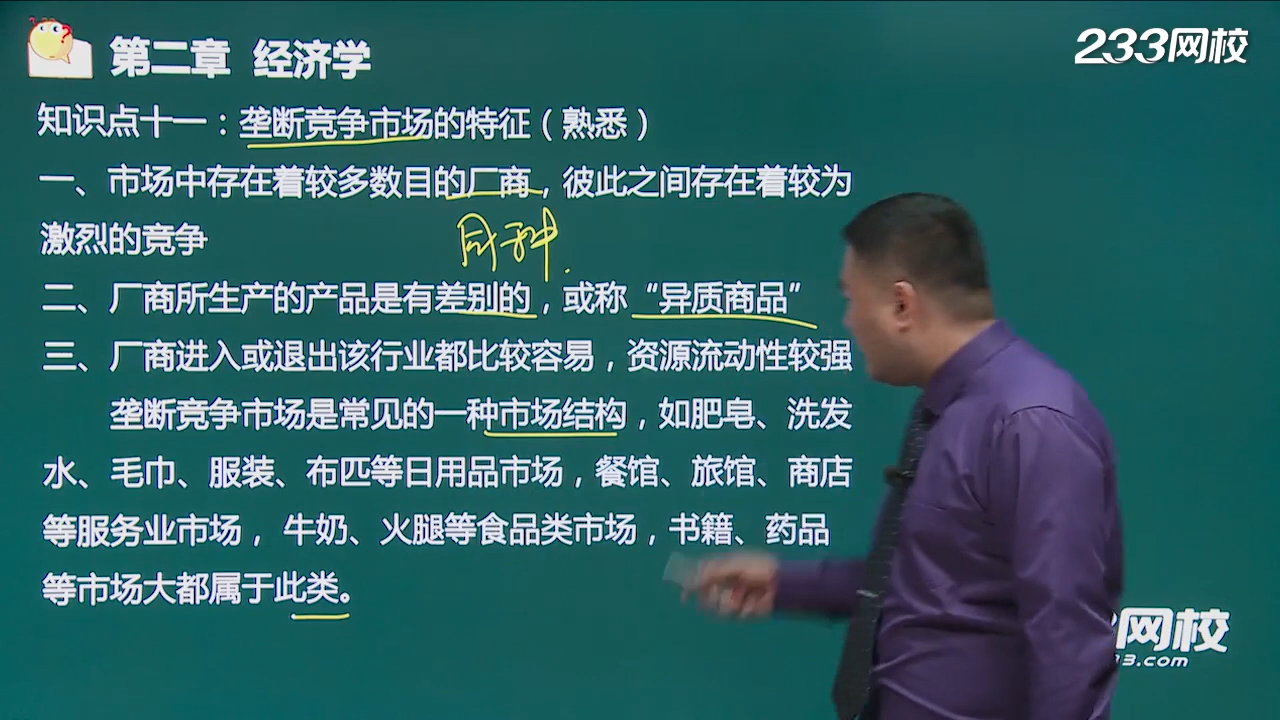 233网校
第二章 经济学
知识点十一：垄断竞争市场的特征（熟悉）
一、市场中存在着较多数目的厂商，彼此之间存在着较为
激烈的竞争
同种
二、厂商所生产的产品是有差别的，或称“异质商品”
三、厂商进入或退出该行业都比较容易，资源流动性较强
垄断竞争市场是常见的一种市场结构，如肥皂、洗发
水、毛巾、服装、布匹等日用品市场，餐馆、旅馆、商店
等服务业市场， 牛奶、火腿等食品类市场，书籍、药品
等市场大都属于此类。
网校
3.com